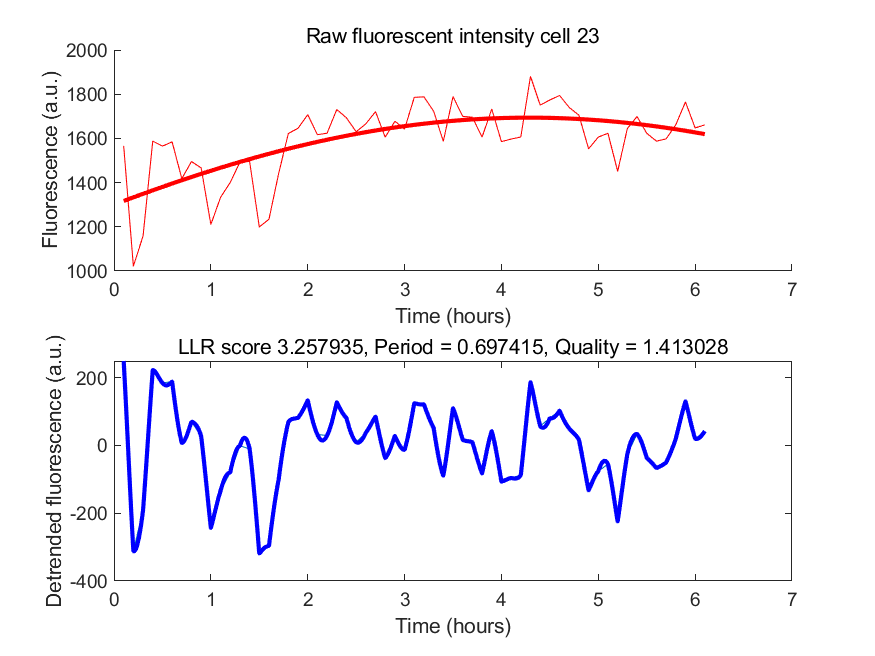 Raw fluorescent intensity cell 23
2000
1800
1600
1400
1200
1000
Fluorescence (a.u.)
0 1 2 3 4 5 6 7
Time (hours)
LLR score 3.257935, Period = 0.697415, Quality = 1.413028
200
0
-200
-400
Detrended fluorescence (a.u.)
0 1 2 3 4 5 6 7
Time (hours)